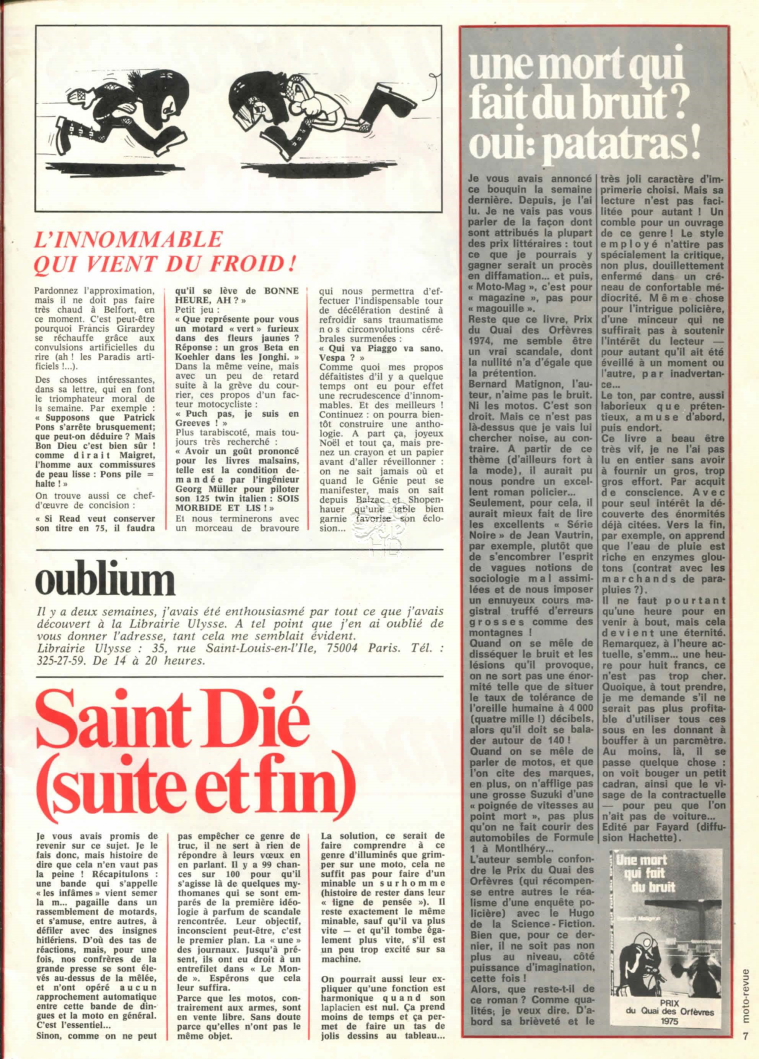 L'INNOMMABLE
QUI VIENT DU FROID !
Pardonnez l'approximation,
mais il ne doit pas faire
très chaud à Belfort, en
ce moment. C'est peut-être
pourquoi Francis Girardey
se réchauffe grâce aux
convulsions artificielles du
rire (ah ! les Paradis arti-
ficiels !...).
Des choses intéressantes,
dans sa lettre, qui en font
le triomphateur moral de
la semaine. Par exemple :
« Supposons que Patrick
Pons s'arrête brusquement;
que peut-on déduire ? Mais
Bon Dieu c'est bien sûr !
comme dirait Maigret,
l'homme aux commissures
de peau lisse : Pons pile =
halte ! »
On trouve aussi ce chef-
d'œuvre de concision :
« Si Read veut conserver
son titre en 75, il faudra
qu'il se lève de BONNE
HEURE, AH ? »
Petit jeu :
« Que représente pour vous
un motard « vert » furieux
dans des fleurs jaunes ?
Réponse : un gros Beta en
Koehler dans les Jonghi. »
Dans la même veine, mais
avec un peu de retard
suite à la grève du cour-
rier, ces propos d'un fac-
teur motocycliste :
« Puch pas, je suis en
Greeves ! »
Plus tarabiscoté, mais tou-
jours très recherché :
« Avoir un goût prononcé
pour les livres malsains,
telle est la condition de-
mandée par l'ingénieur
Georg Müller pour piloter
son 125 twin italien : SOIS
MORBIDE ET LIS ! »
Et nous terminerons avec
un morceau de bravoure
qui nous permettra d'ef-
fectuer l'indispensable tour
de décélération destiné à
refroidir sans traumatisme
nos circonvolutions céré-
brales surmenées :
« Qui va Piaggo va sano.
Vespa ? »
Comme quoi mes propos
défaitistes d'il y a quelque
temps ont eu pour effet
une recrudescence d'innom-
mables. Et des meilleurs !
Continuez : on pourra bien-
tôt construire une antho-
logie. A part ça, joyeux
Noël et tout ça, mais pre-
nez un crayon et un papier
avant d'aller réveillonner :
on ne sait jamais où et
quand le Génie peut se
manifester, mais on sait
depuis Balzac et Shopen-
hauer qu'une table bien
garnie favorise son éclo-
sion...
oublium
Il y a deux semaines, j'avais été enthousiasmé par tout ce que j'avais
découvert à la Librairie Ulysse. A tel point que j'en ai oublié de
vous donner l'adresse, tant cela me semblait évident.
Librairie Ulysse : 35, rue Saint-Louis-en-l'Ile, 75004 Paris. Tél. :
325-27-59. De 14 à 20 heures.
Saint Dié
(suite et fin)
Je vous avais promis de
revenir sur ce sujet. Je le
fais donc, mais histoire de
dire que cela n'en vaut pas
la peine ! Récapitulons :
une bande qui s'appelle
« les infâmes » vient semer
la m... pagaille dans un
rassemblement de motards,
et s'amuse, entre autres, à
défiler avec des insignes
hitlériens. D'où des tas de
réactions, mais, pour une
fois, nos confrères de la
grande presse se sont éle-
vés au-dessus de la mêlée,
et n'ont opéré aucun
rapprochement automatique
entre cette bande de din-
gues et la moto en général.
C'est l'essentiel...
Sinon, comme on ne peut
pas empêcher ce genre de
truc, il ne sert à rien de
répondre à leurs vœux en
en parlant. Il y a 99 chan-
ces sur 100 pour qu'il
s'agisse là de quelques my-
thomanes qui se sont em-
parés de la première idéo-
logie à parfum de scandale
rencontrée. Leur objectif,
inconscient peut-être, c'est
le premier plan. La « une »
des journaux. Jusqu'à pré-
sent, ils ont eu droit à un
entrefilet dans « Le Mon-
de ». Espérons que cela
leur suffira.
Parce que les motos, con-
trairement aux armes, sont
en vente libre. Sans doute
parce qu'elles n'ont pas le
même objet.
La solution, ce serait de
faire comprendre à ce
genre d'illuminés que grim-
per sur une moto, cela ne
suffit pas pour faire d'un
minable un surhomme
(histoire de rester dans leur
« ligne de pensée »). Il
reste exactement le même
minable, sauf qu'il va plus
vite — et qu'il tombe éga-
lement plus vite, s'il est
un peu trop excité sur sa
machine.
On pourrait aussi leur ex-
pliquer qu'une fonction est
harmonique quand son
laplacien est nul. Ça prend
moins de temps et ça per-
met de faire un tas de
jolis dessins au tableau...
une mort qui
fait du bruit ?
oui: patatras!
Je vous avais annoncé
ce bouquin la semaine
dernière. Depuis, je l'ai
lu. Je ne vais pas vous
parler de la façon dont
sont attribués la plupart
des prix littéraires : tout
ce que je pourrais y
gagner serait un procès
en diffamation... et puis,
« Moto-Mag », c'est pour
« magazine », pas pour
« magouille ».
Reste que ce livre, Prix
du Quai des Orfèvres
1974, me semble être
un vrai scandale, dont
la nullité n'a d'égale que
la prétention.
Bernard Matignon, l'au-
teur, n'aime pas le bruit.
Ni les motos. C'est son
droit. Mais ce n'est pas
là-dessus que je vais lui
chercher noise, au con-
traire. A partir de ce
thème (d'ailleurs fort à
la mode), il aurait pu
nous pondre un excel-
lent roman policier...
Seulement, pour cela, il
aurait mieux fait de lire
les excellents « Série
Noire » de Jean Vautrin,
par exemple, plutôt que
de s'encombrer l'esprit
de vagues notions de
sociologie mal assimi-
lées et de nous imposer
un ennuyeux cours ma-
gistral truffé d'erreurs
grosses comme des
montagnes !
Quand on se mêle de
disséquer le bruit et les
lésions qu'il provoque,
on ne sort pas une énor-
mité telle que de situer
le taux de tolérance de
l'oreille humaine à 4 000
(quatre mille !) décibels,
alors qu'il doit se bala-
der autour de 140 !
Quand on se mêle de
parler de motos, et que
l'on cite des marques,
en plus, on n'afflige pas
une grosse Suzuki d'une
« poignée de vitesses au
point mort », pas plus
qu'on ne fait courir des
automobiles de Formule
1 à Montlhéry...
L'auteur semble confon-
dre le Prix du Quai des
Orfèvres (qui récompen-
se entre autres le réa-
lisme d'une enquête po-
licière) avec le Hugo
de la Science-Fiction.
Bien que, pour ce der-
nier, il ne soit pas non
plus au niveau, côté
puissance d'imagination,
cette fois !
Alors, que reste-t-il de
ce roman ? Comme qua-
lités; je veux dire. D'a-
bord sa brièveté et le
très joli caractère d'im-
primerie choisi. Mais sa
lecture n'est pas faci-
litée pour autant ! Un
comble pour un ouvrage
de ce genre ! Le style
employé n'attire pas
spécialement la critique,
non plus, douillettement
enfermé dans un cré-
neau de confortable mé-
diocrité. Même chose
pour l'intrigue policière,
d'une minceur qui ne
suffirait pas à soutenir
l'intérêt du lecteur —
pour autant qu'il ait été
éveillé à un moment ou
l'autre, par inadvertan-
ce...
Le ton, par contre, aussi
laborieux que préten-
tieux, amuse d'abord,
puis endort.
Ce livre a beau être
très vif, je ne l'ai pas
lu en entier sans avoir
à fournir un gros, trop
gros effort. Par acquit
de conscience. Avec
pour seul intérêt la dé-
couverte des énormités
déjà citées. Vers la fin,
par exemple, on apprend
que l'eau de pluie est
riche en enzymes glou-
tons (contrat avec les
marchands de para-
pluies ?).
Il ne faut pourtant
qu'une heure pour en
venir à bout, mais cela
devient une éternité.
Remarquez, à l'heure ac-
tuelle, s'emm... une heu-
re pour huit francs, ce
n'est pas trop cher.
Quoique, à tout prendre,
je me demande s'il ne
serait pas plus profita-
ble d'utiliser tous ces
sous en les donnant à
bouffer à un parcmètre.
Au moins, là, il se
passe quelque chose :
on voit bouger un petit
cadran, ainsi que le vi-
sage de la contractuelle
— pour peu que l'on
n'ait pas de voiture...
Edité par Fayard (diffu-
sion Hachette).
Une mort
qui fait
du bruit
Bernard Matignon
PRIX
du Quai des Orfèvres
1975
moto-revue
7